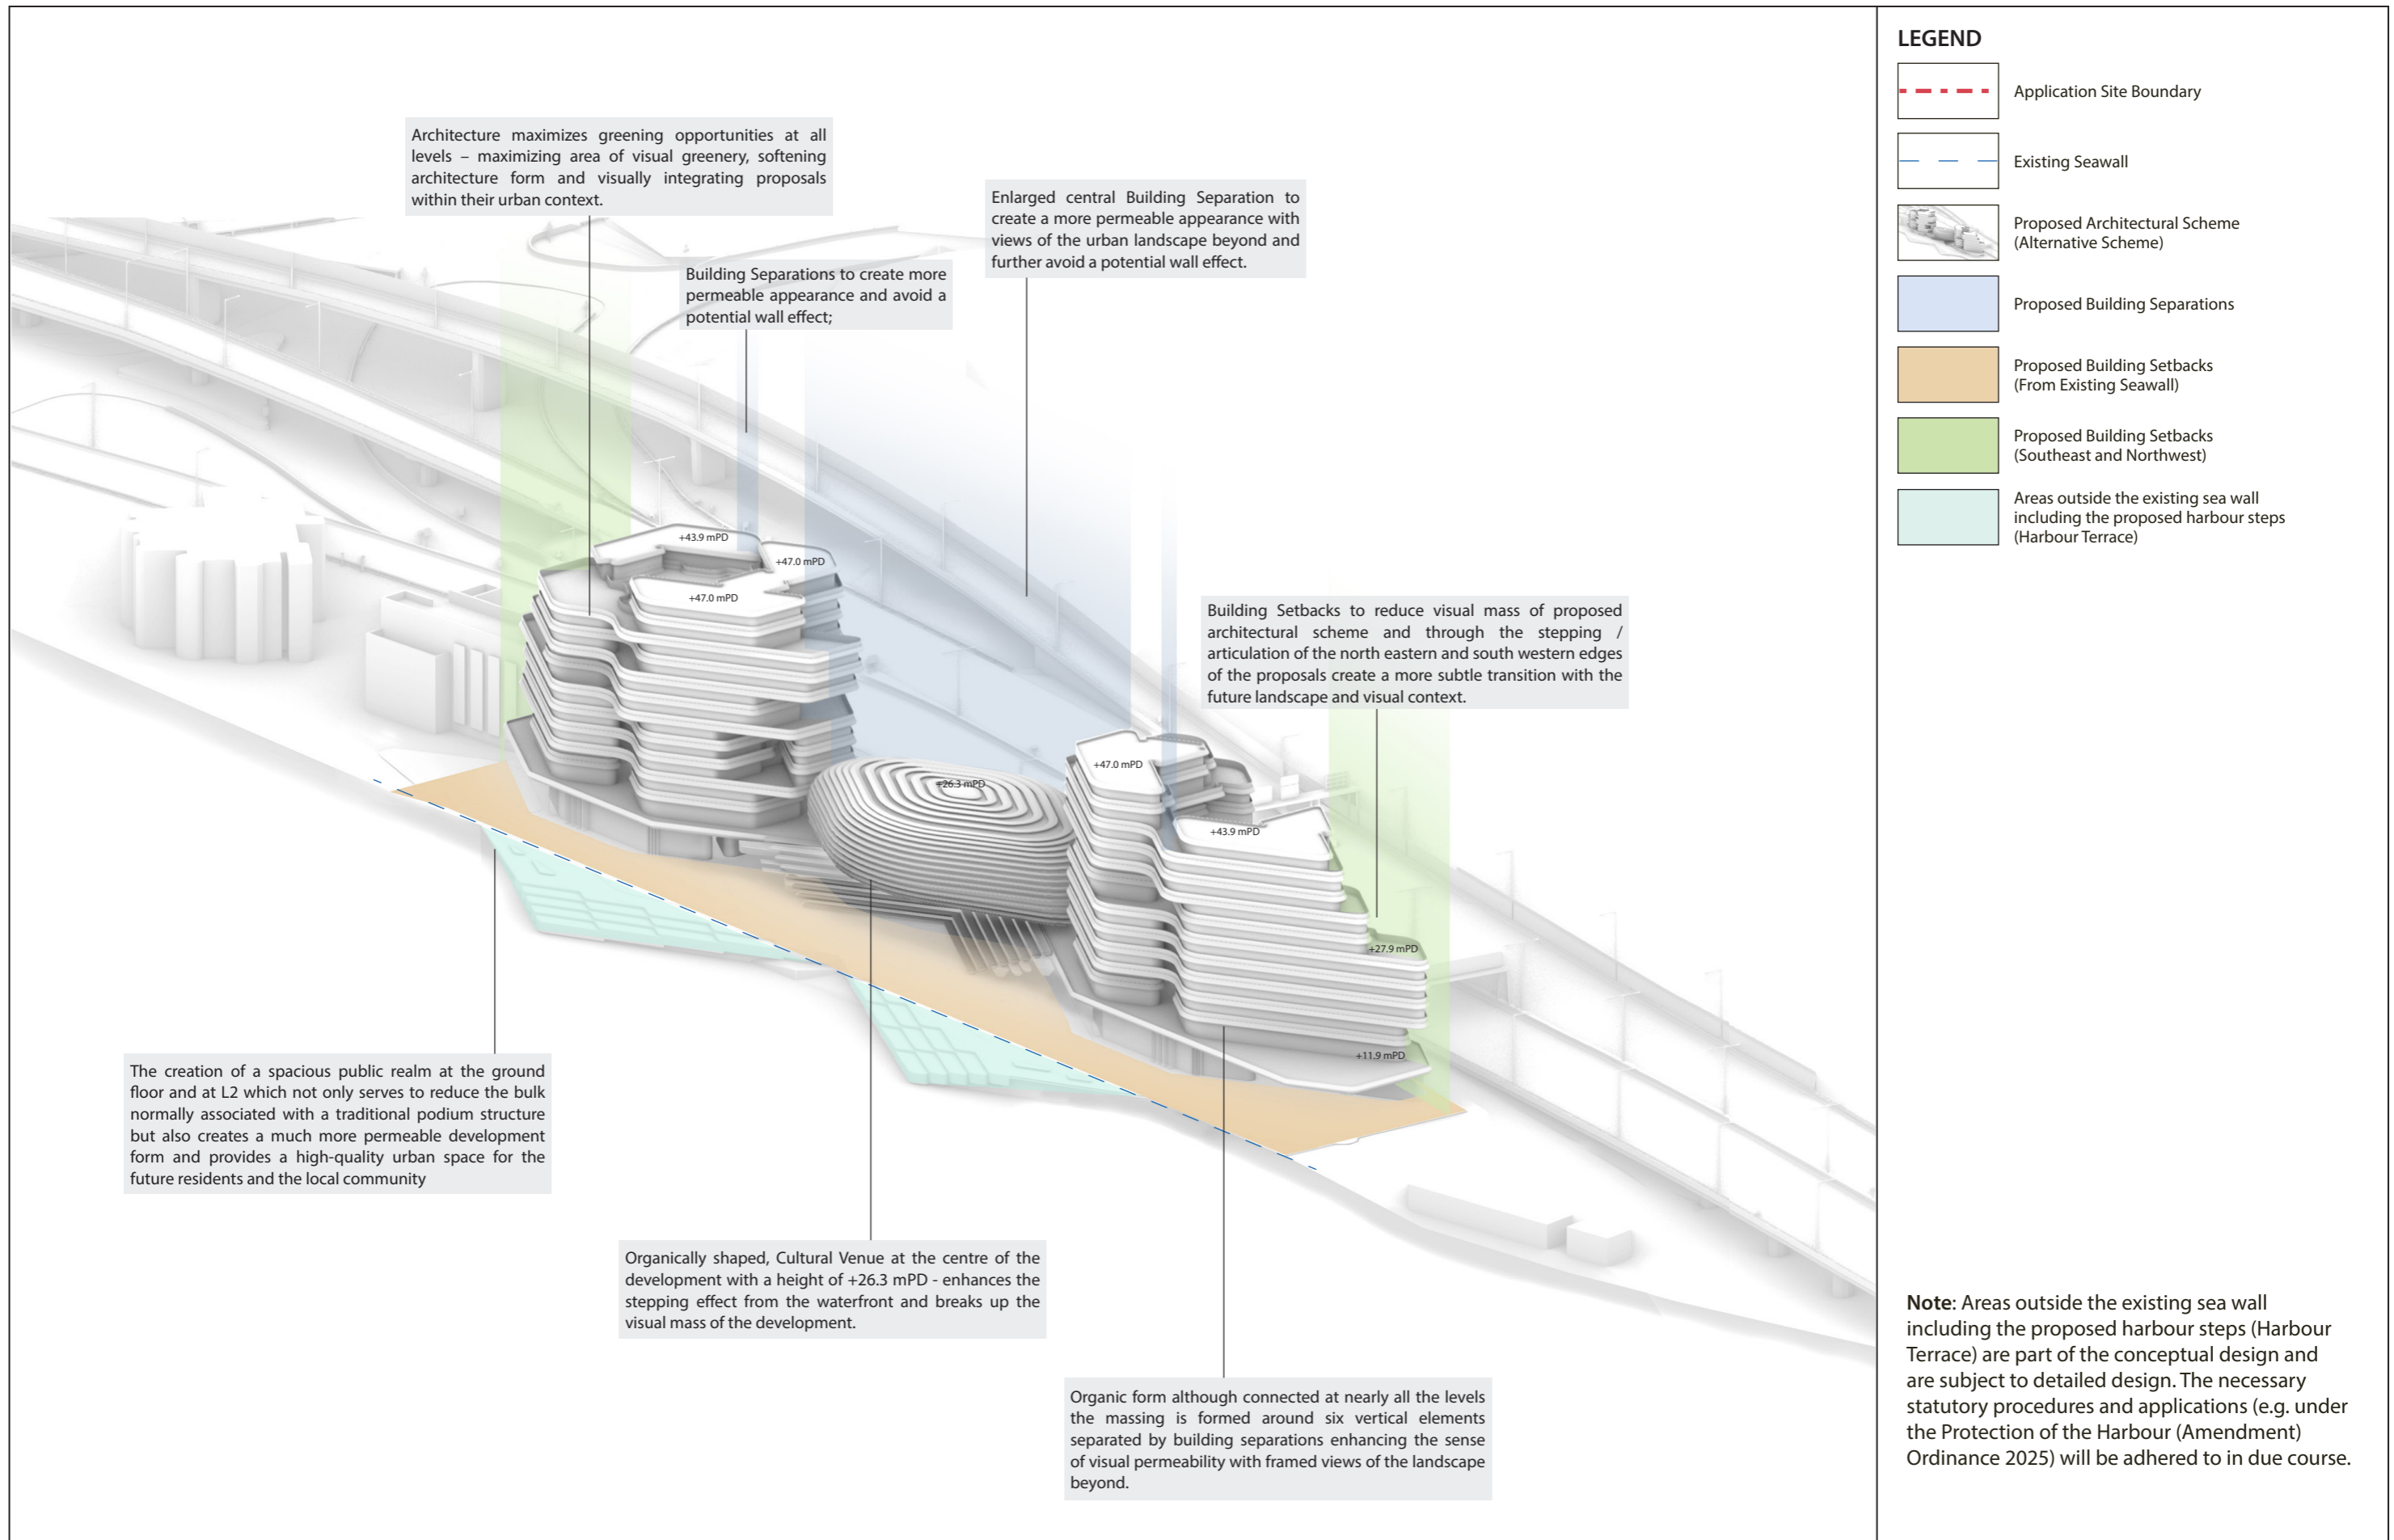 Architecture maximizes greening opportunities at all
levels – maximizing area of visual greenery, softening
architecture form and visually integrating proposals
within their urban context.
Building Separations to create more
permeable appearance and avoid a
potential wall effect;
Enlarged central Building Separation to
create a more permeable appearance with
views of the urban landscape beyond and
further avoid a potential wall effect.
Building Setbacks to reduce visual mass of proposed
architectural scheme and through the stepping /
articulation of the north eastern and south western edges
of the proposals create a more subtle transition with the
future landscape and visual context.
+43.9 mPD
+47.0 mPD
+47.0 mPD
+26.3 mPD
+47.0 mPD
+43.9 mPD
+27.9 mPD
+11.9 mPD
The creation of a spacious public realm at the ground
floor and at L2 which not only serves to reduce the bulk
normally associated with a traditional podium structure
but also creates a much more permeable development
form and provides a high-quality urban space for the
future residents and the local community
Organically shaped, Cultural Venue at the centre of the
development with a height of +26.3 mPD - enhances the
stepping effect from the waterfront and breaks up the
visual mass of the development.
Organic form although connected at nearly all the levels
the massing is formed around six vertical elements
separated by building separations enhancing the sense
of visual permeability with framed views of the landscape
beyond.
LEGEND
Application Site Boundary
Existing Seawall
Proposed Architectural Scheme
(Alternative Scheme)
Proposed Building Separations
Proposed Building Setbacks
(From Existing Seawall)
Proposed Building Setbacks
(Southeast and Northwest)
Areas outside the existing sea wall
including the proposed harbour steps
(Harbour Terrace)
Note: Areas outside the existing sea wall
including the proposed harbour steps (Harbour
Terrace) are part of the conceptual design and
are subject to detailed design. The necessary
statutory procedures and applications (e.g. under
the Protection of the Harbour (Amendment)
Ordinance 2025) will be adhered to in due course.